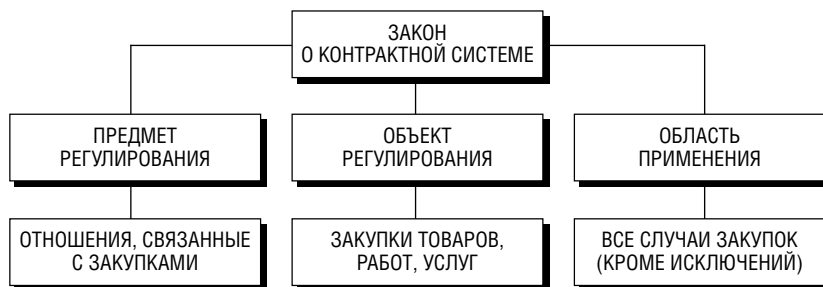 ЗАКОН
О КОНТРАКТНОЙ СИСТЕМЕ
ПРЕДМЕТ
РЕГУЛИРОВАНИЯ
ОБЪЕКТ
РЕГУЛИРОВАНИЯ
ОБЛАСТЬ
ПРИМЕНЕНИЯ
ОТНОШЕНИЯ, СВЯЗАННЫЕ
С ЗАКУПКАМИ
ЗАКУПКИ ТОВАРОВ,
РАБОТ, УСЛУГ
ВСЕ СЛУЧАИ ЗАКУПОК
(КРОМЕ ИСКЛЮЧЕНИЙ)